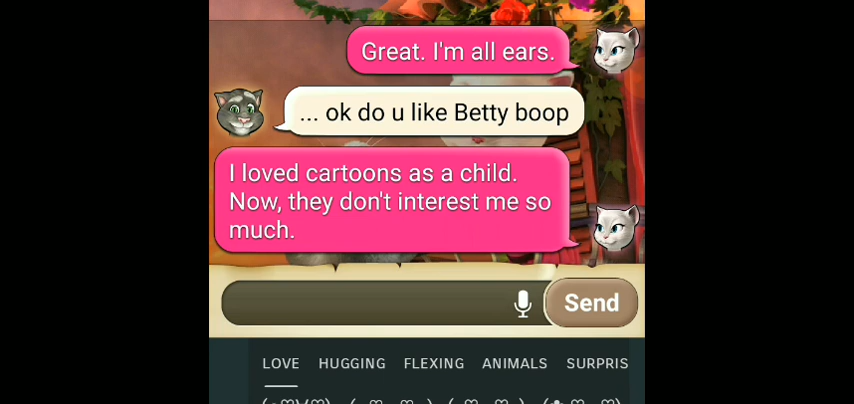 Great. I'm all ears.
... ok do u like Betty boop
I loved cartoons as a child.
Now, they don't interest me so
much.
Send
LOVE HUGGING FLEXING ANIMALS SURPRIS